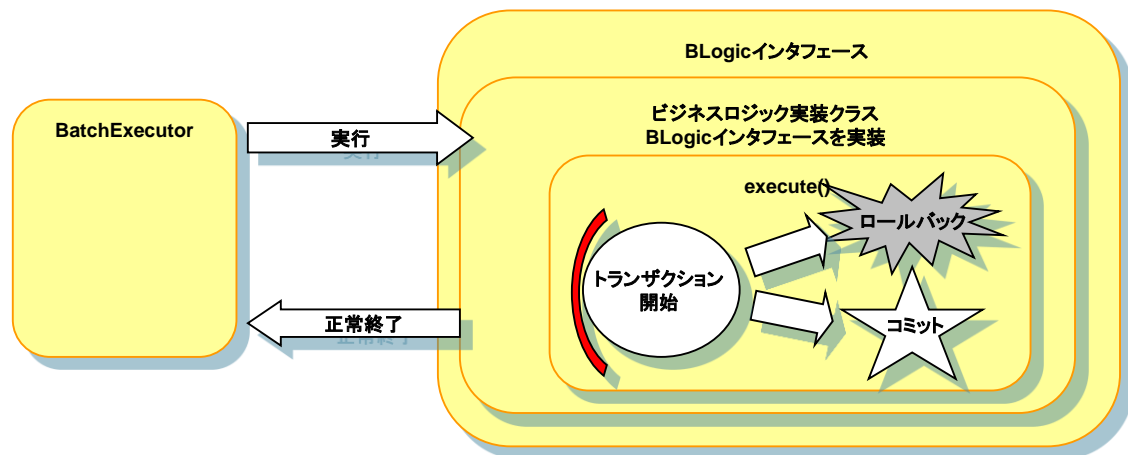 BLogicインタフェース
BatchExecutor
ビジネスロジック実装クラス
BLogicインタフェースを実装
実行
execute()
ロールバック
トランザクション
開始
正常終了
コミット